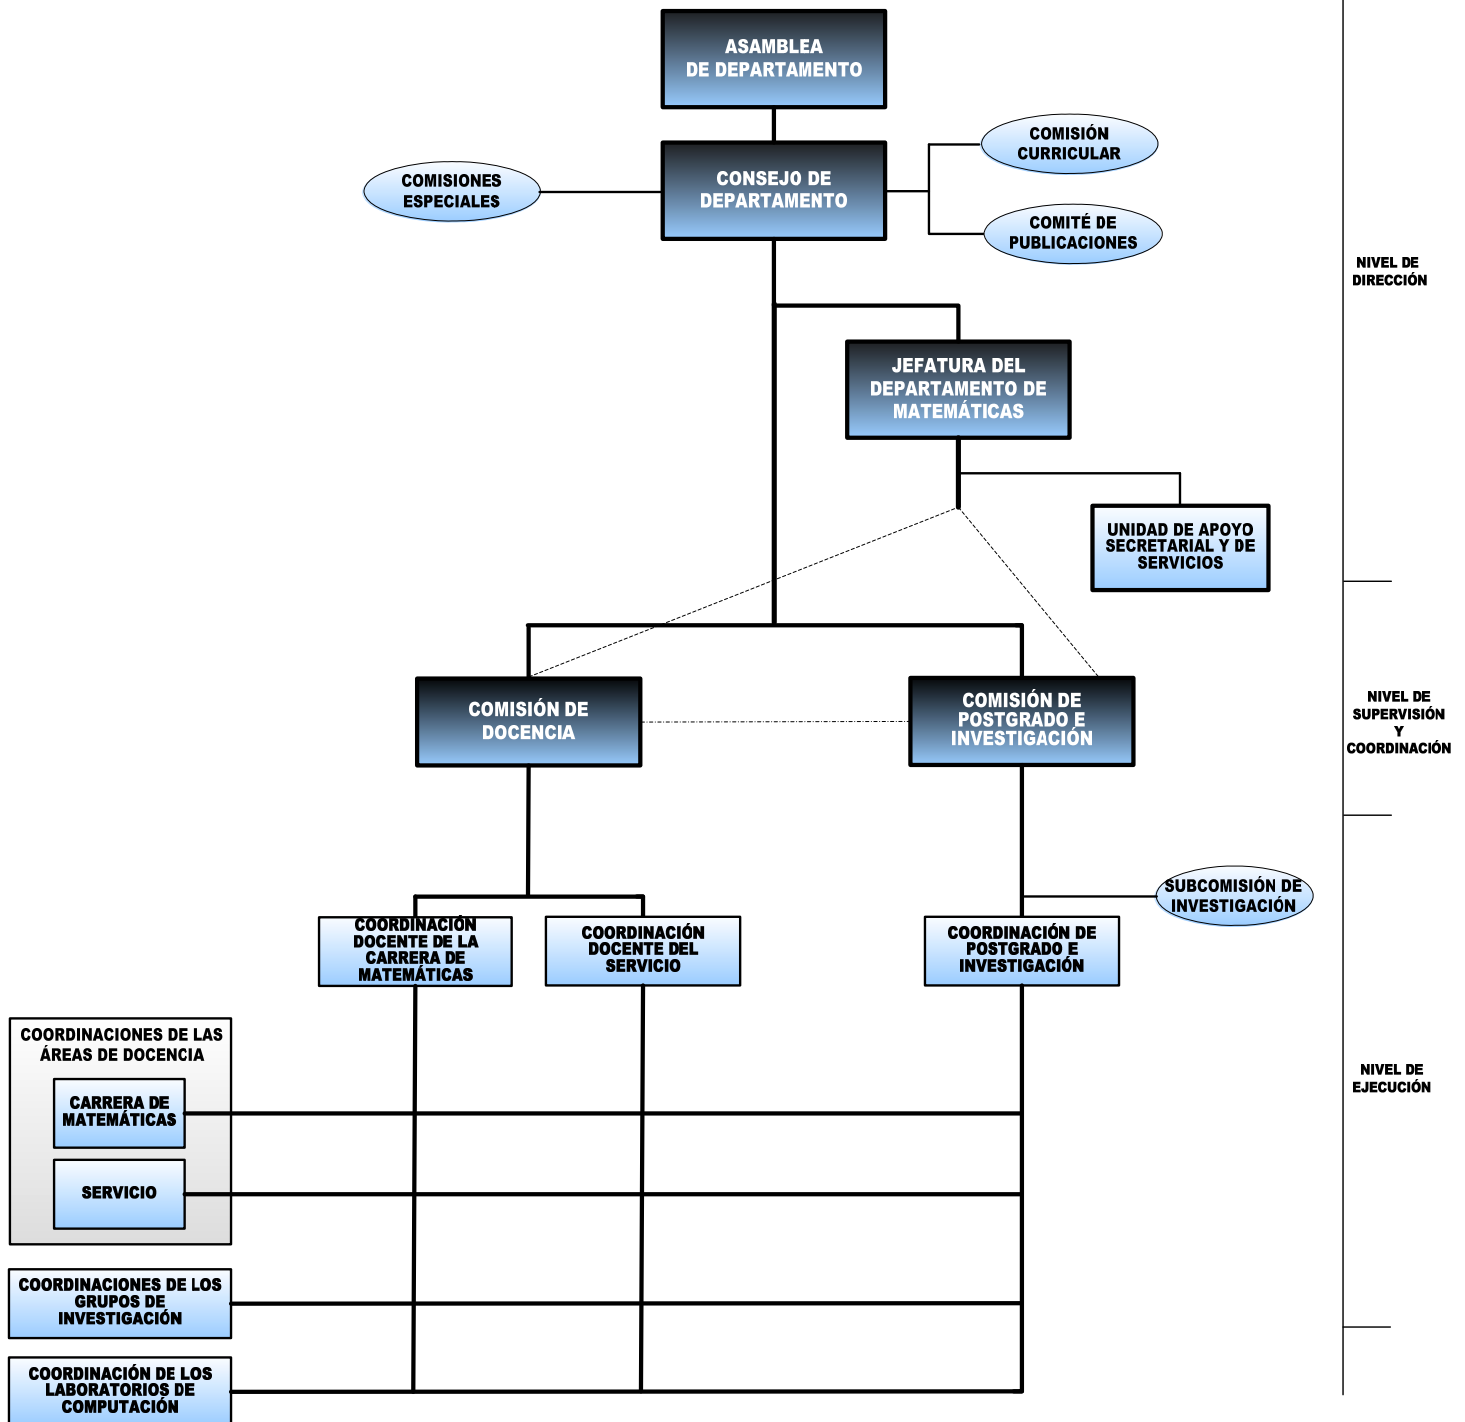 ASAMBLEA
DE DEPARTAMENTO
COMISIÓN
CURRICULAR
COMISIONES
ESPECIALES
CONSEJO DE
DEPARTAMENTO
COMITÉ DE
PUBLICACIONES
NIVEL DE
DIRECCIÓN
JEFATURA DEL
DEPARTAMENTO DE
MATEMÁTICAS
UNIDAD DE APOYO
SECRETARIAL Y DE
SERVICIOS
COMISIÓN DE
DOCENCIA
COMISIÓN DE
POSTGRADO E
INVESTIGACIÓN
NIVEL DE
SUPERVISIÓN
Y
COORDINACIÓN
SUBCOMISIÓN DE
INVESTIGACIÓN
COORDINACIÓN
DOCENTE DE LA
CARRERA DE
MATEMÁTICAS
COORDINACIÓN
DOCENTE DEL
SERVICIO
COORDINACIÓN DE
POSTGRADO E
INVESTIGACIÓN
COORDINACIONES DE LAS
ÁREAS DE DOCENCIA
CARRERA DE
MATEMÁTICAS
SERVICIO
NIVEL DE
EJECUCIÓN
COORDINACIONES DE LOS
GRUPOS DE
INVESTIGACIÓN
COORDINACIÓN DE LOS
LABORATORIOS DE
COMPUTACIÓN